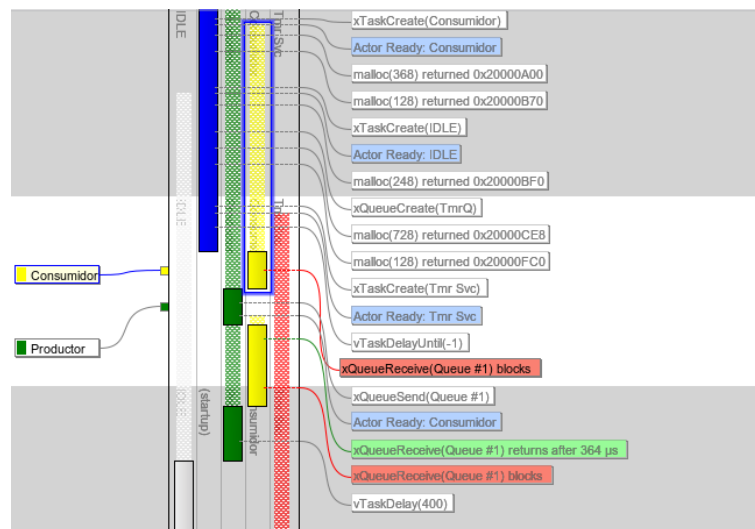 IDLE
Tmr Svc
xTaskCreate(Consumidor)
Actor Ready: Consumidor
malloc(368) returned 0x20000A00
malloc(128) returned 0x20000B70
xTaskCreate(IDLE)
Actor Ready: IDLE
malloc(248) returned 0x20000BF0
xQueueCreate(TmrQ)
malloc(728) returned 0x20000CE8
malloc(128) returned 0x20000FC0
xTaskCreate(Tmr Svc)
Actor Ready: Tmr Svc
vTaskDelayUntil(-1)
xQueueReceive(Queue #1) blocks
xQueueSend(Queue #1)
Actor Ready: Consumidor
xQueueReceive(Queue #1) returns after 364 µs
xQueueReceive(Queue #1) blocks
vTaskDelay(400)
IDLE
Consumidor
Productor
IDLE
(startup)